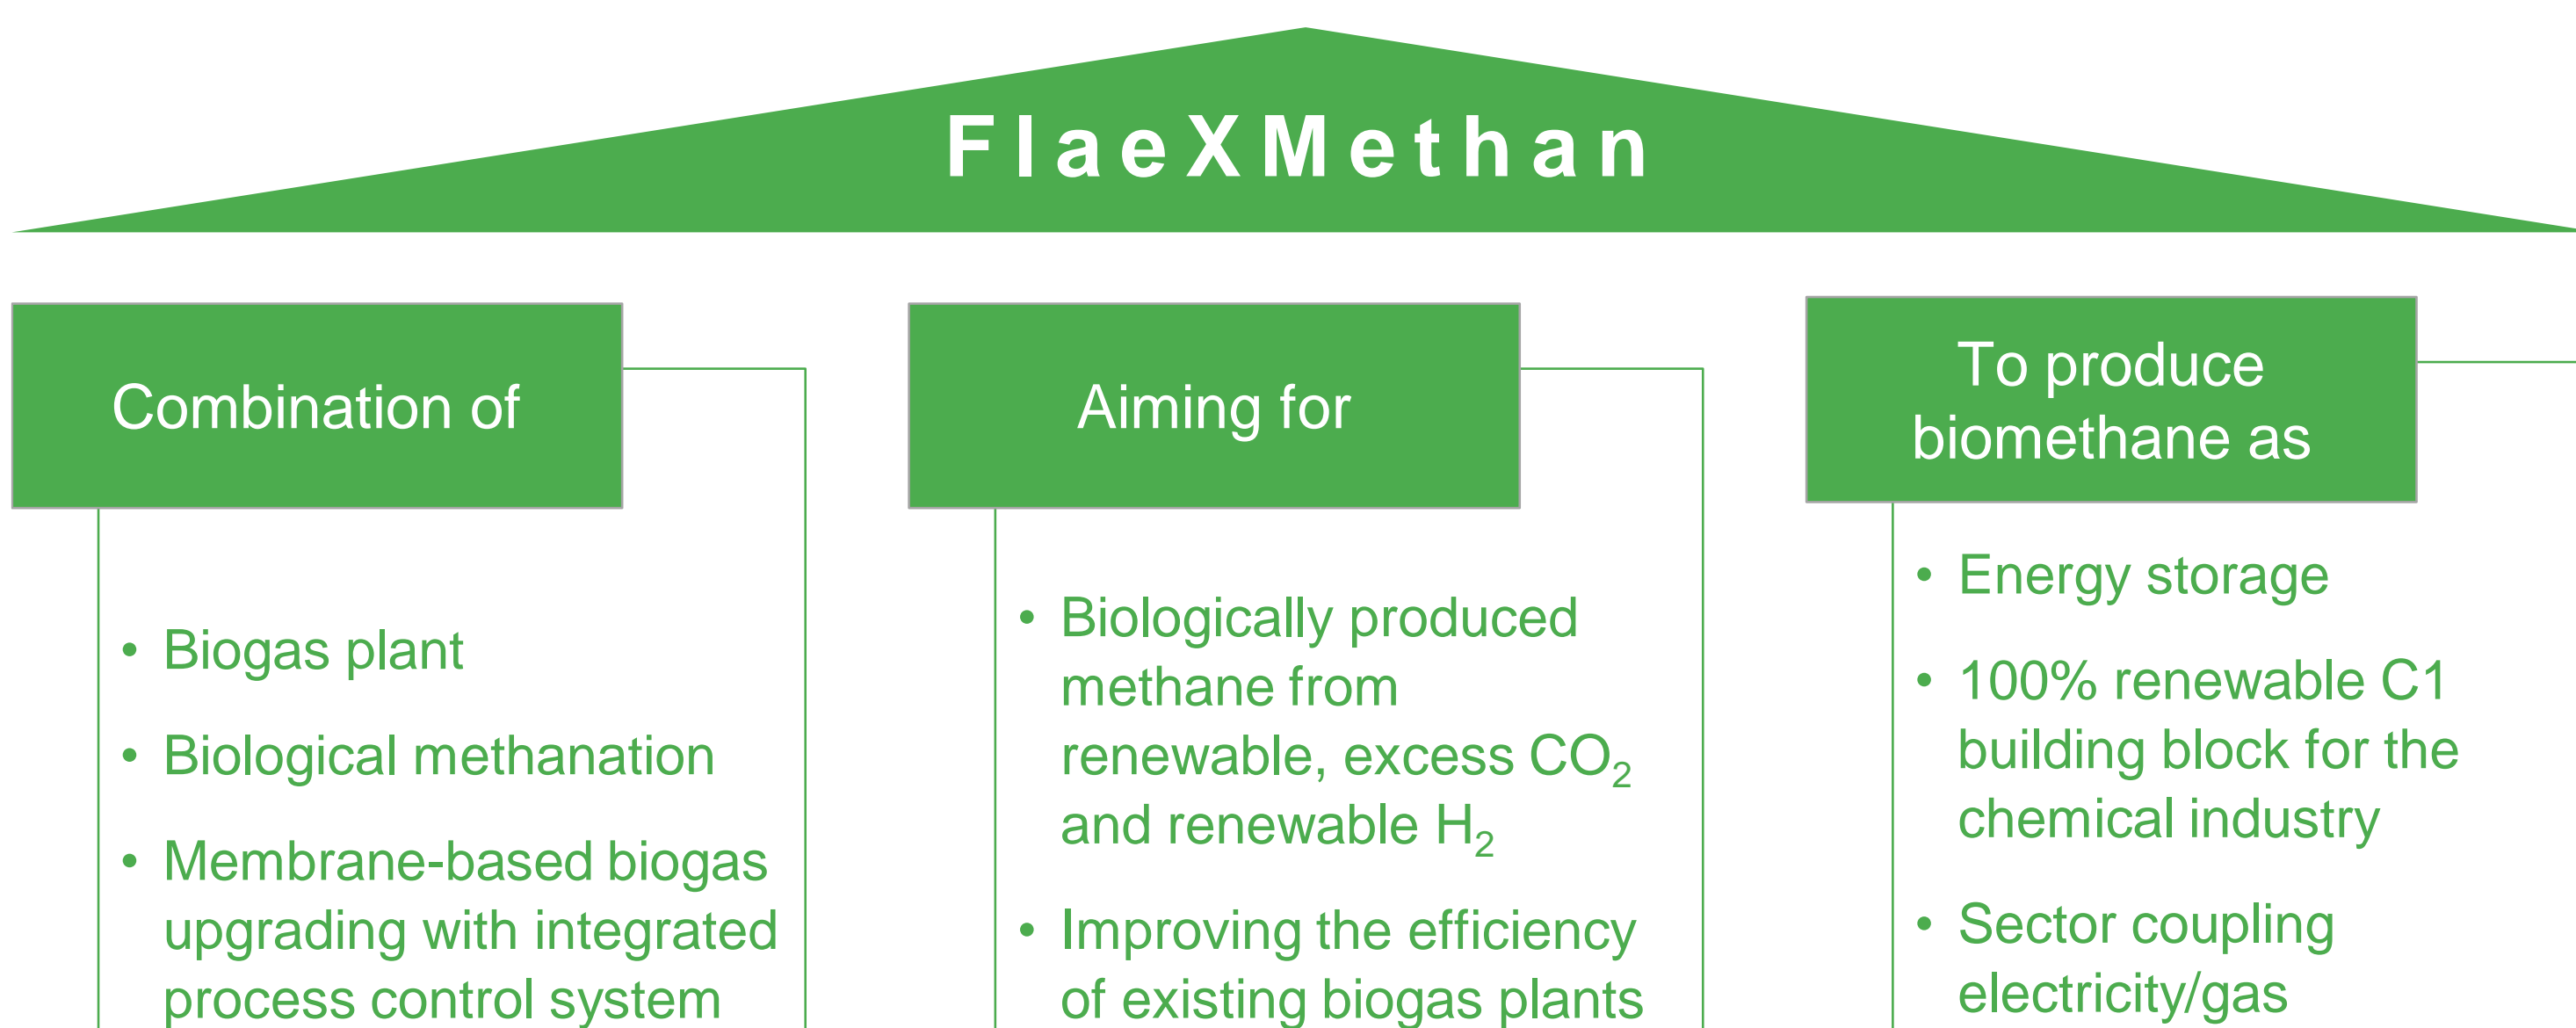 FlaeXMethan
Combination of
• Biogas plant
• Biological methanation
• Membrane-based biogas
upgrading with integrated
process control system
Aiming for
• Biologically produced
methane from
renewable, excess CO₂
and renewable H₂
• Improving the efficiency
of existing biogas plants
To produce
biomethane as
• Energy storage
• 100% renewable C1
building block for the
chemical industry
• Sector coupling
electricity/gas